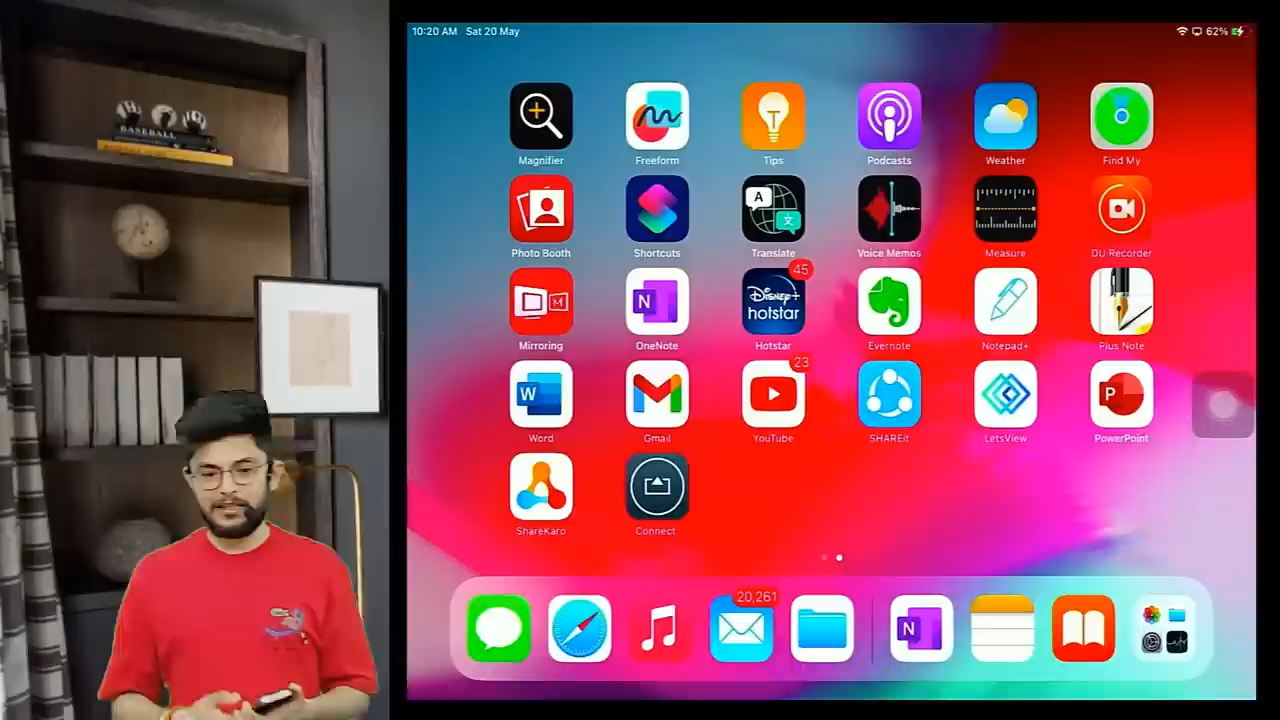 10:20 AM Sat 20 May
62%
BASEBALL
Magnifier
Freeform
Tips
Podcasts
Weather
Find My
A
Photo Booth
Shortcuts
Translate
Voice Memos
Measure
DU Recorder
45
M
N
Disney+
hotstar
Mirroring
OneNote
Hotstar
Evernote
Notepad+
Plus Note
23
W
P
Word
Gmail
YouTube
SHAREit
LetsView
PowerPoint
ShareKaro
Connect
20,261
N